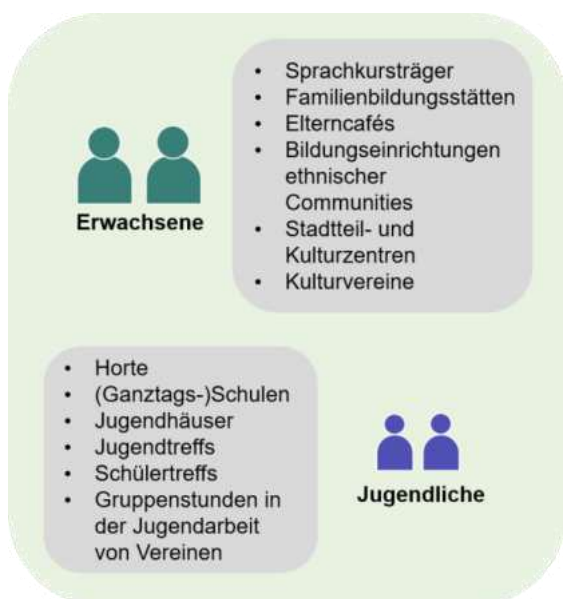 • Sprachkursträger
• Familienbildungsstätten
• Elterncafés
• Bildungseinrichtungen
ethnischer
Communities
• Stadtteil- und
Kulturzentren
• Kulturvereine
Erwachsene
• Horte
• (Ganztags-)Schulen
• Jugendhäuser
• Jugendtreffs
• Schülertreffs
• Gruppenstunden in
der Jugendarbeit
von Vereinen
Jugendliche